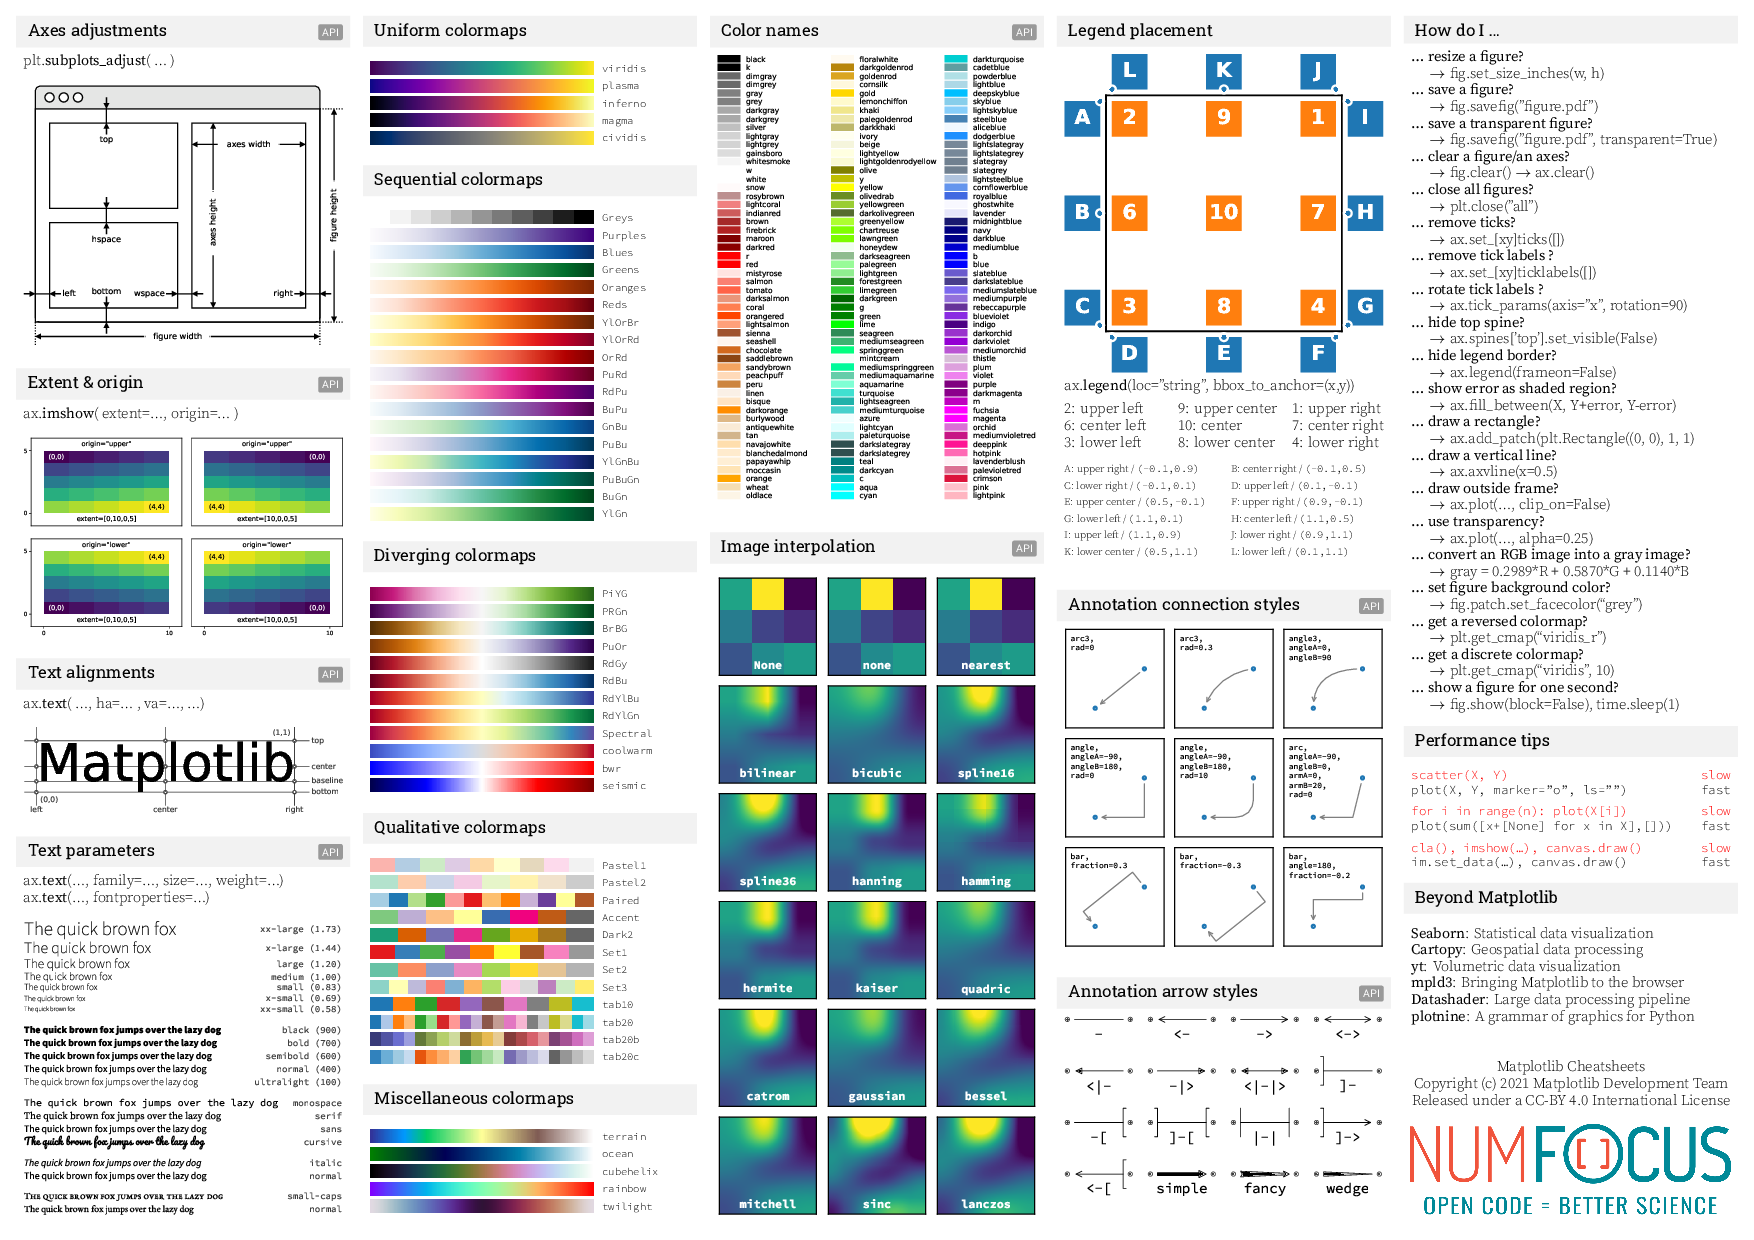 Axes adjustments API
plt.subplots_adjust( … )
top
axes width
axes height
figure height
hspace
left
bottom
wspace
right
figure width
Extent & origin API
ax.imshow( extent=…, origin=… )
origin="upper" origin="upper"
5
(0,0) (0,0)
(4,4) (4,4)
0
extent=[0,10,0,5] extent=[10,0,0,5]
origin="lower" origin="lower"
5
(4,4) (4,4)
(0,0) (0,0)
0
extent=[0,10,0,5] extent=[10,0,0,5]
0 10 0 10
Text alignments API
ax.text( …, ha=… , va=…, …)
Matplotlib
(1,1)
top
center
baseline
bottom
(0,0)
left center right
Text parameters API
ax.text(…, family=…, size=…, weight=…)
ax.text(…, fontproperties=…)
The quick brown fox xx-large (1.73)
The quick brown fox x-large (1.44)
The quick brown fox large (1.20)
The quick brown fox medium (1.00)
The quick brown fox small (0.83)
The quick brown fox x-small (0.69)
The quick brown fox xx-small (0.58)
The quick brown fox jumps over the lazy dog black (900)
The quick brown fox jumps over the lazy dog bold (700)
The quick brown fox jumps over the lazy dog semibold (600)
The quick brown fox jumps over the lazy dog normal (400)
The quick brown fox jumps over the lazy dog ultralight (100)
The quick brown fox jumps over the lazy dog monospace
The quick brown fox jumps over the lazy dog serif
The quick brown fox jumps over the lazy dog sans
The quick brown fox jumps over the lazy dog cursive
The quick brown fox jumps over the lazy dog italic
The quick brown fox jumps over the lazy dog normal
The quick brown fox jumps over the lazy dog small-caps
The quick brown fox jumps over the lazy dog normal
Uniform colormaps
viridis
plasma
inferno
magma
cividis
Sequential colormaps
Greys
Purples
Blues
Greens
Oranges
Reds
YlOrBr
YlOrRd
OrRd
PuRd
RdPu
BuPu
GnBu
PuBu
YlGnBu
PuBuGn
BuGn
YlGn
Diverging colormaps
PiYG
PRGn
BrBG
PuOr
RdGy
RdBu
RdYlBu
RdYlGn
Spectral
coolwarm
bwr
seismic
Qualitative colormaps
Pastel1
Pastel2
Paired
Accent
Dark2
Set1
Set2
Set3
tab10
tab20
tab20b
tab20c
Miscellaneous colormaps
terrain
ocean
cubehelix
rainbow
twilight
Color names API
black
k
dimgray
dimgrey
gray
grey
darkgray
darkgrey
silver
lightgray
lightgrey
gainsboro
whitesmoke
w
white
snow
rosybrown
lightcoral
indianred
brown
firebrick
maroon
darkred
r
red
mistyrose
salmon
tomato
darksalmon
coral
orangered
lightsalmon
sienna
seashell
chocolate
saddlebrown
sandybrown
peachpuff
peru
linen
bisque
darkorange
burlywood
antiquewhite
tan
navajowhite
blanchedalmond
papayawhip
moccasin
orange
wheat
oldlace
floralwhite
darkgoldenrod
goldenrod
cornsilk
gold
lemonchiffon
khaki
palegoldenrod
darkkhaki
ivory
beige
lightyellow
lightgoldenrodyellow
olive
y
yellow
olivedrab
yellowgreen
darkolivegreen
greenyellow
chartreuse
lawngreen
honeydew
darkseagreen
palegreen
lightgreen
forestgreen
limegreen
darkgreen
g
green
lime
seagreen
mediumseagreen
springgreen
mintcream
mediumspringgreen
mediumaquamarine
aquamarine
turquoise
lightseagreen
mediumturquoise
azure
lightcyan
paleturquoise
darkslategray
darkslategrey
teal
darkcyan
c
aqua
cyan
darkturquoise
cadetblue
powderblue
lightblue
deepskyblue
skyblue
lightskyblue
steelblue
aliceblue
dodgerblue
lightslategray
lightslategrey
slategray
slategrey
lightsteelblue
cornflowerblue
royalblue
ghostwhite
lavender
midnightblue
navy
darkblue
mediumblue
b
blue
slateblue
darkslateblue
mediumslateblue
mediumpurple
rebeccapurple
blueviolet
indigo
darkorchid
darkviolet
mediumorchid
thistle
plum
violet
purple
darkmagenta
m
fuchsia
magenta
orchid
mediumvioletred
deeppink
hotpink
lavenderblush
palevioletred
crimson
pink
lightpink
Image interpolation API
None none nearest
bilinear bicubic spline16
spline36 hanning hamming
hermite kaiser quadric
catrom gaussian bessel
mitchell sinc lanczos
Legend placement
L K J
A 2 9 1 I
B 6 10 7 H
C 3 8 4 G
D E F
ax.legend(loc="string", bbox_to_anchor=(x,y))
2: upper left 9: upper center 1: upper right
6: center left 10: center 7: center right
3: lower left 8: lower center 4: lower right
A: upper right / (-0.1,0.9) B: center right / (-0.1,0.5)
C: lower right / (-0.1,0.1) D: upper left / (0.1,-0.1)
E: upper center / (0.5,-0.1) F: upper right / (0.9,-0.1)
G: lower left / (1.1,0.1) H: center left / (1.1,0.5)
I: upper left / (1.1,0.9) J: lower right / (0.9,1.1)
K: lower center / (0.5,1.1) L: lower left / (0.1,1.1)
Annotation connection styles API
arc3,
rad=0
arc3,
rad=0.3
angle3,
angleA=0,
angleB=90
angle,
angleA=-90,
angleB=180,
rad=0
angle,
angleA=-90,
angleB=180,
rad=10
arc,
angleA=-90,
angleB=0,
armA=0,
armB=20,
rad=0
bar,
fraction=0.3
bar,
fraction=-0.3
bar,
angle=180,
fraction=-0.2
Annotation arrow styles API
- <- -> <->
<|- -|> <|-|> ]-
-[ ]-[ |-| ]->
<-[ simple fancy wedge
How do I …
… resize a figure?
→ fig.set_size_inches(w, h)
… save a figure?
→ fig.savefig("figure.pdf")
… save a transparent figure?
→ fig.savefig("figure.pdf", transparent=True)
… clear a figure/an axes?
→ fig.clear() → ax.clear()
… close all figures?
→ plt.close("all")
… remove ticks?
→ ax.set_[xy]ticks([])
… remove tick labels ?
→ ax.set_[xy]ticklabels([])
… rotate tick labels ?
→ ax.tick_params(axis="x", rotation=90)
… hide top spine?
→ ax.spines['top'].set_visible(False)
… hide legend border?
→ ax.legend(frameon=False)
… show error as shaded region?
→ ax.fill_between(X, Y+error, Y-error)
… draw a rectangle?
→ ax.add_patch(plt.Rectangle((0, 0), 1, 1)
… draw a vertical line?
→ ax.axvline(x=0.5)
… draw outside frame?
→ ax.plot(…, clip_on=False)
… use transparency?
→ ax.plot(…, alpha=0.25)
… convert an RGB image into a gray image?
→ gray = 0.2989*R + 0.5870*G + 0.1140*B
… set figure background color?
→ fig.patch.set_facecolor("grey")
… get a reversed colormap?
→ plt.get_cmap("viridis_r")
… get a discrete colormap?
→ plt.get_cmap("viridis", 10)
… show a figure for one second?
→ fig.show(block=False), time.sleep(1)
Performance tips
scatter(X, Y) slow
plot(X, Y, marker="o", ls="") fast
for i in range(n): plot(X[i]) slow
plot(sum([x+[None] for x in X],[])) fast
cla(), imshow(…), canvas.draw() slow
im.set_data(…), canvas.draw() fast
Beyond Matplotlib
Seaborn: Statistical data visualization
Cartopy: Geospatial data processing
yt: Volumetric data visualization
mpld3: Bringing Matplotlib to the browser
Datashader: Large data processing pipeline
plotnine: A grammar of graphics for Python
Matplotlib Cheatsheets
Copyright (c) 2021 Matplotlib Development Team
Released under a CC-BY 4.0 International License
NUMFOCUS
OPEN CODE = BETTER SCIENCE